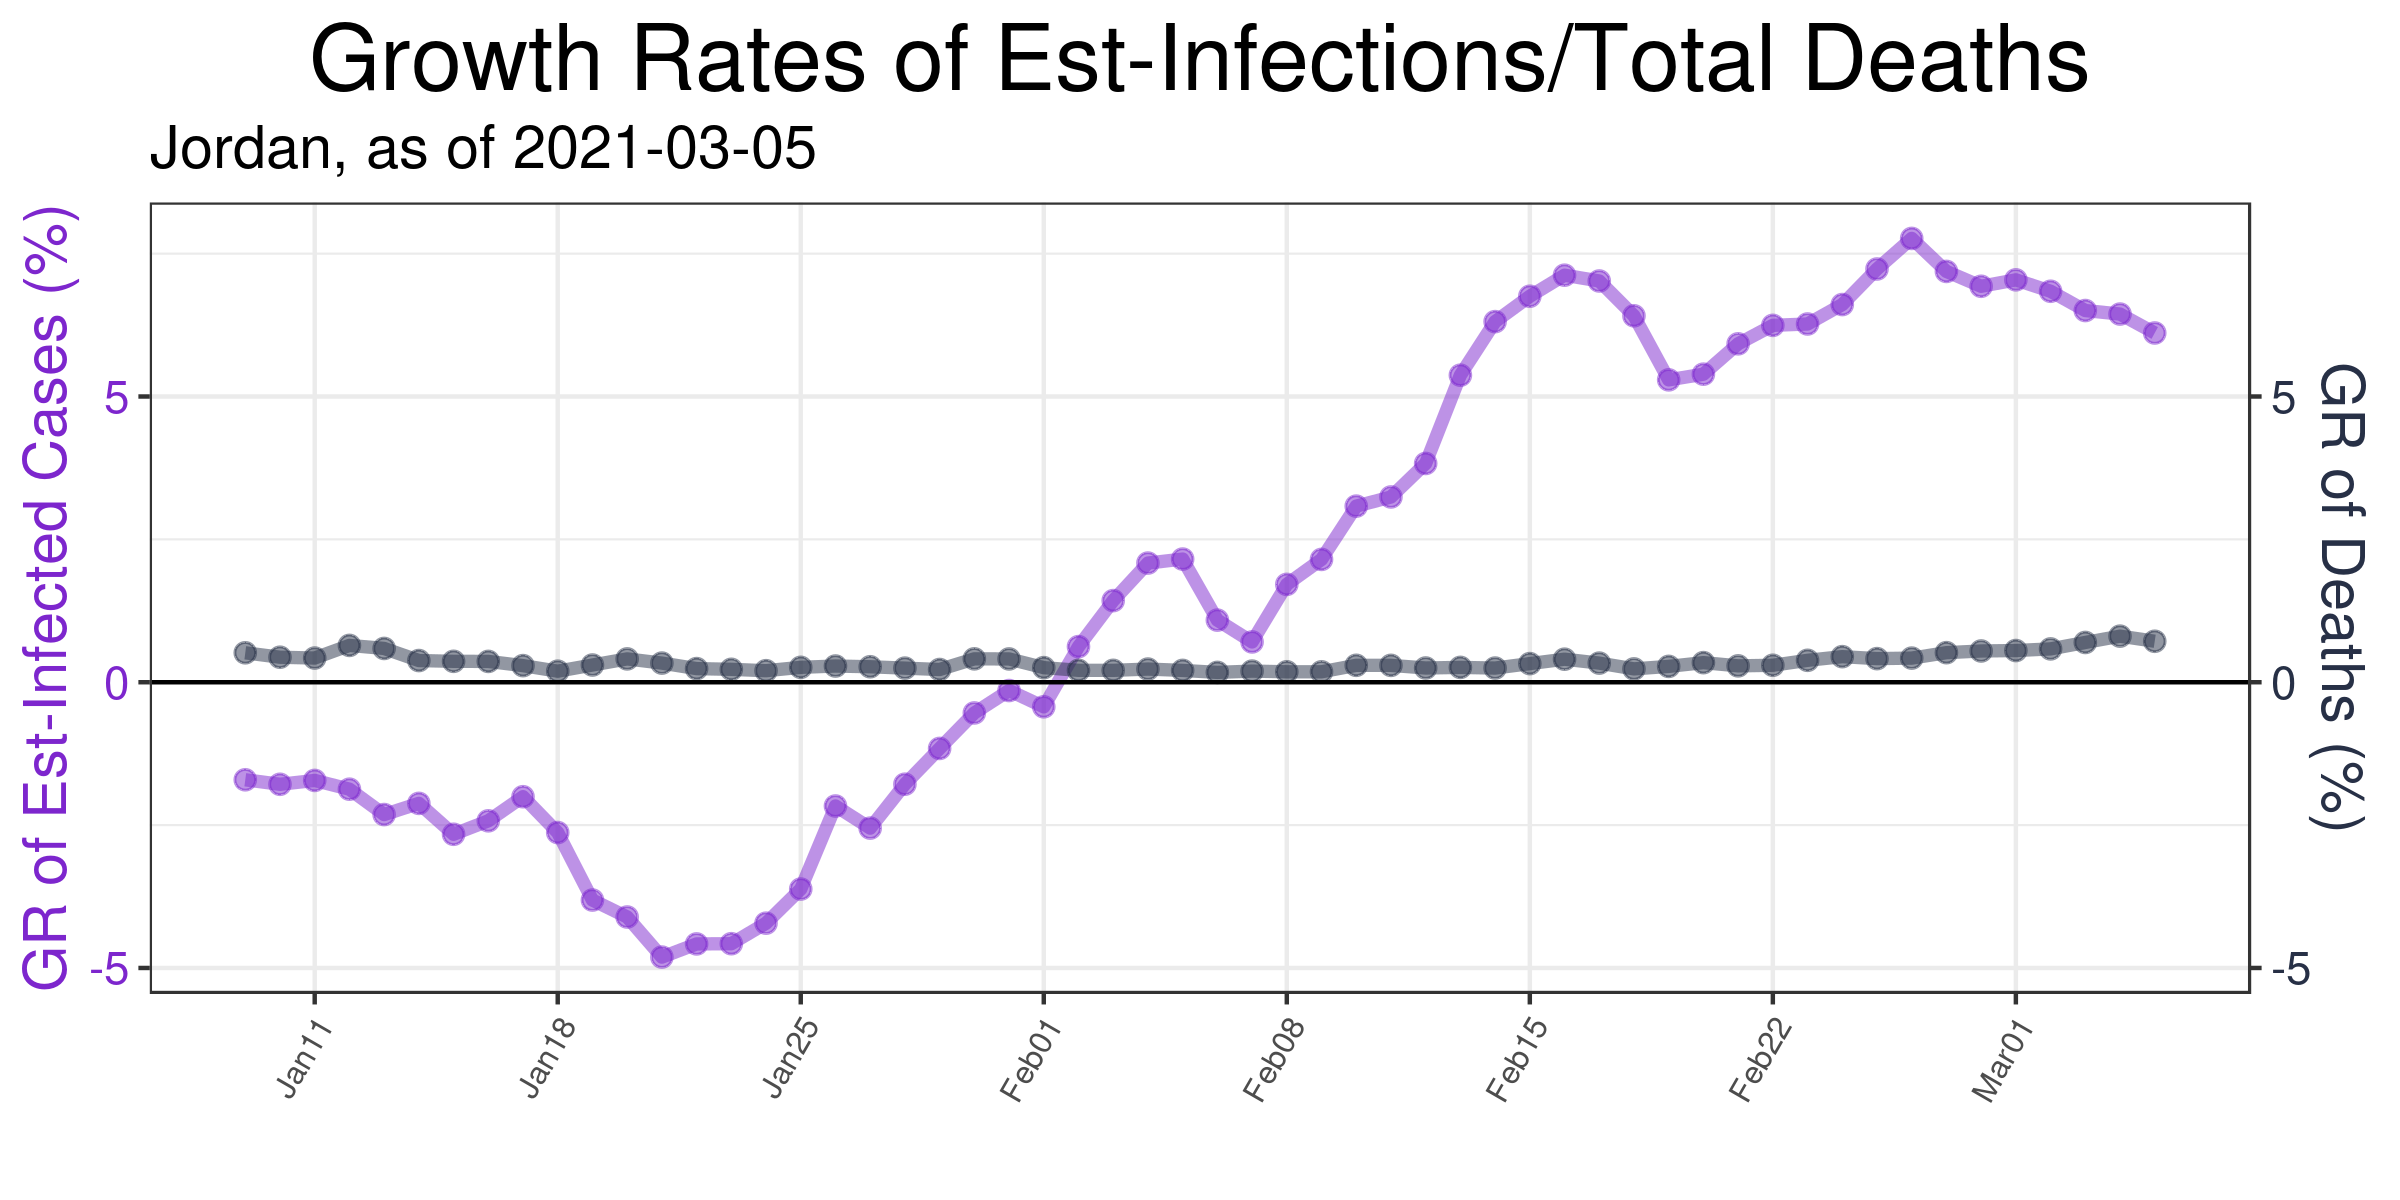 Growth Rates of Est-Infections/Total Deaths
Jordan, as of 2021-03-05
GR of Est-Infected Cases (%)
5
0
-5
5
0
-5
GR of Deaths (%)
Jan11
Jan18
Jan25
Feb01
Feb08
Feb15
Feb22
Mar01